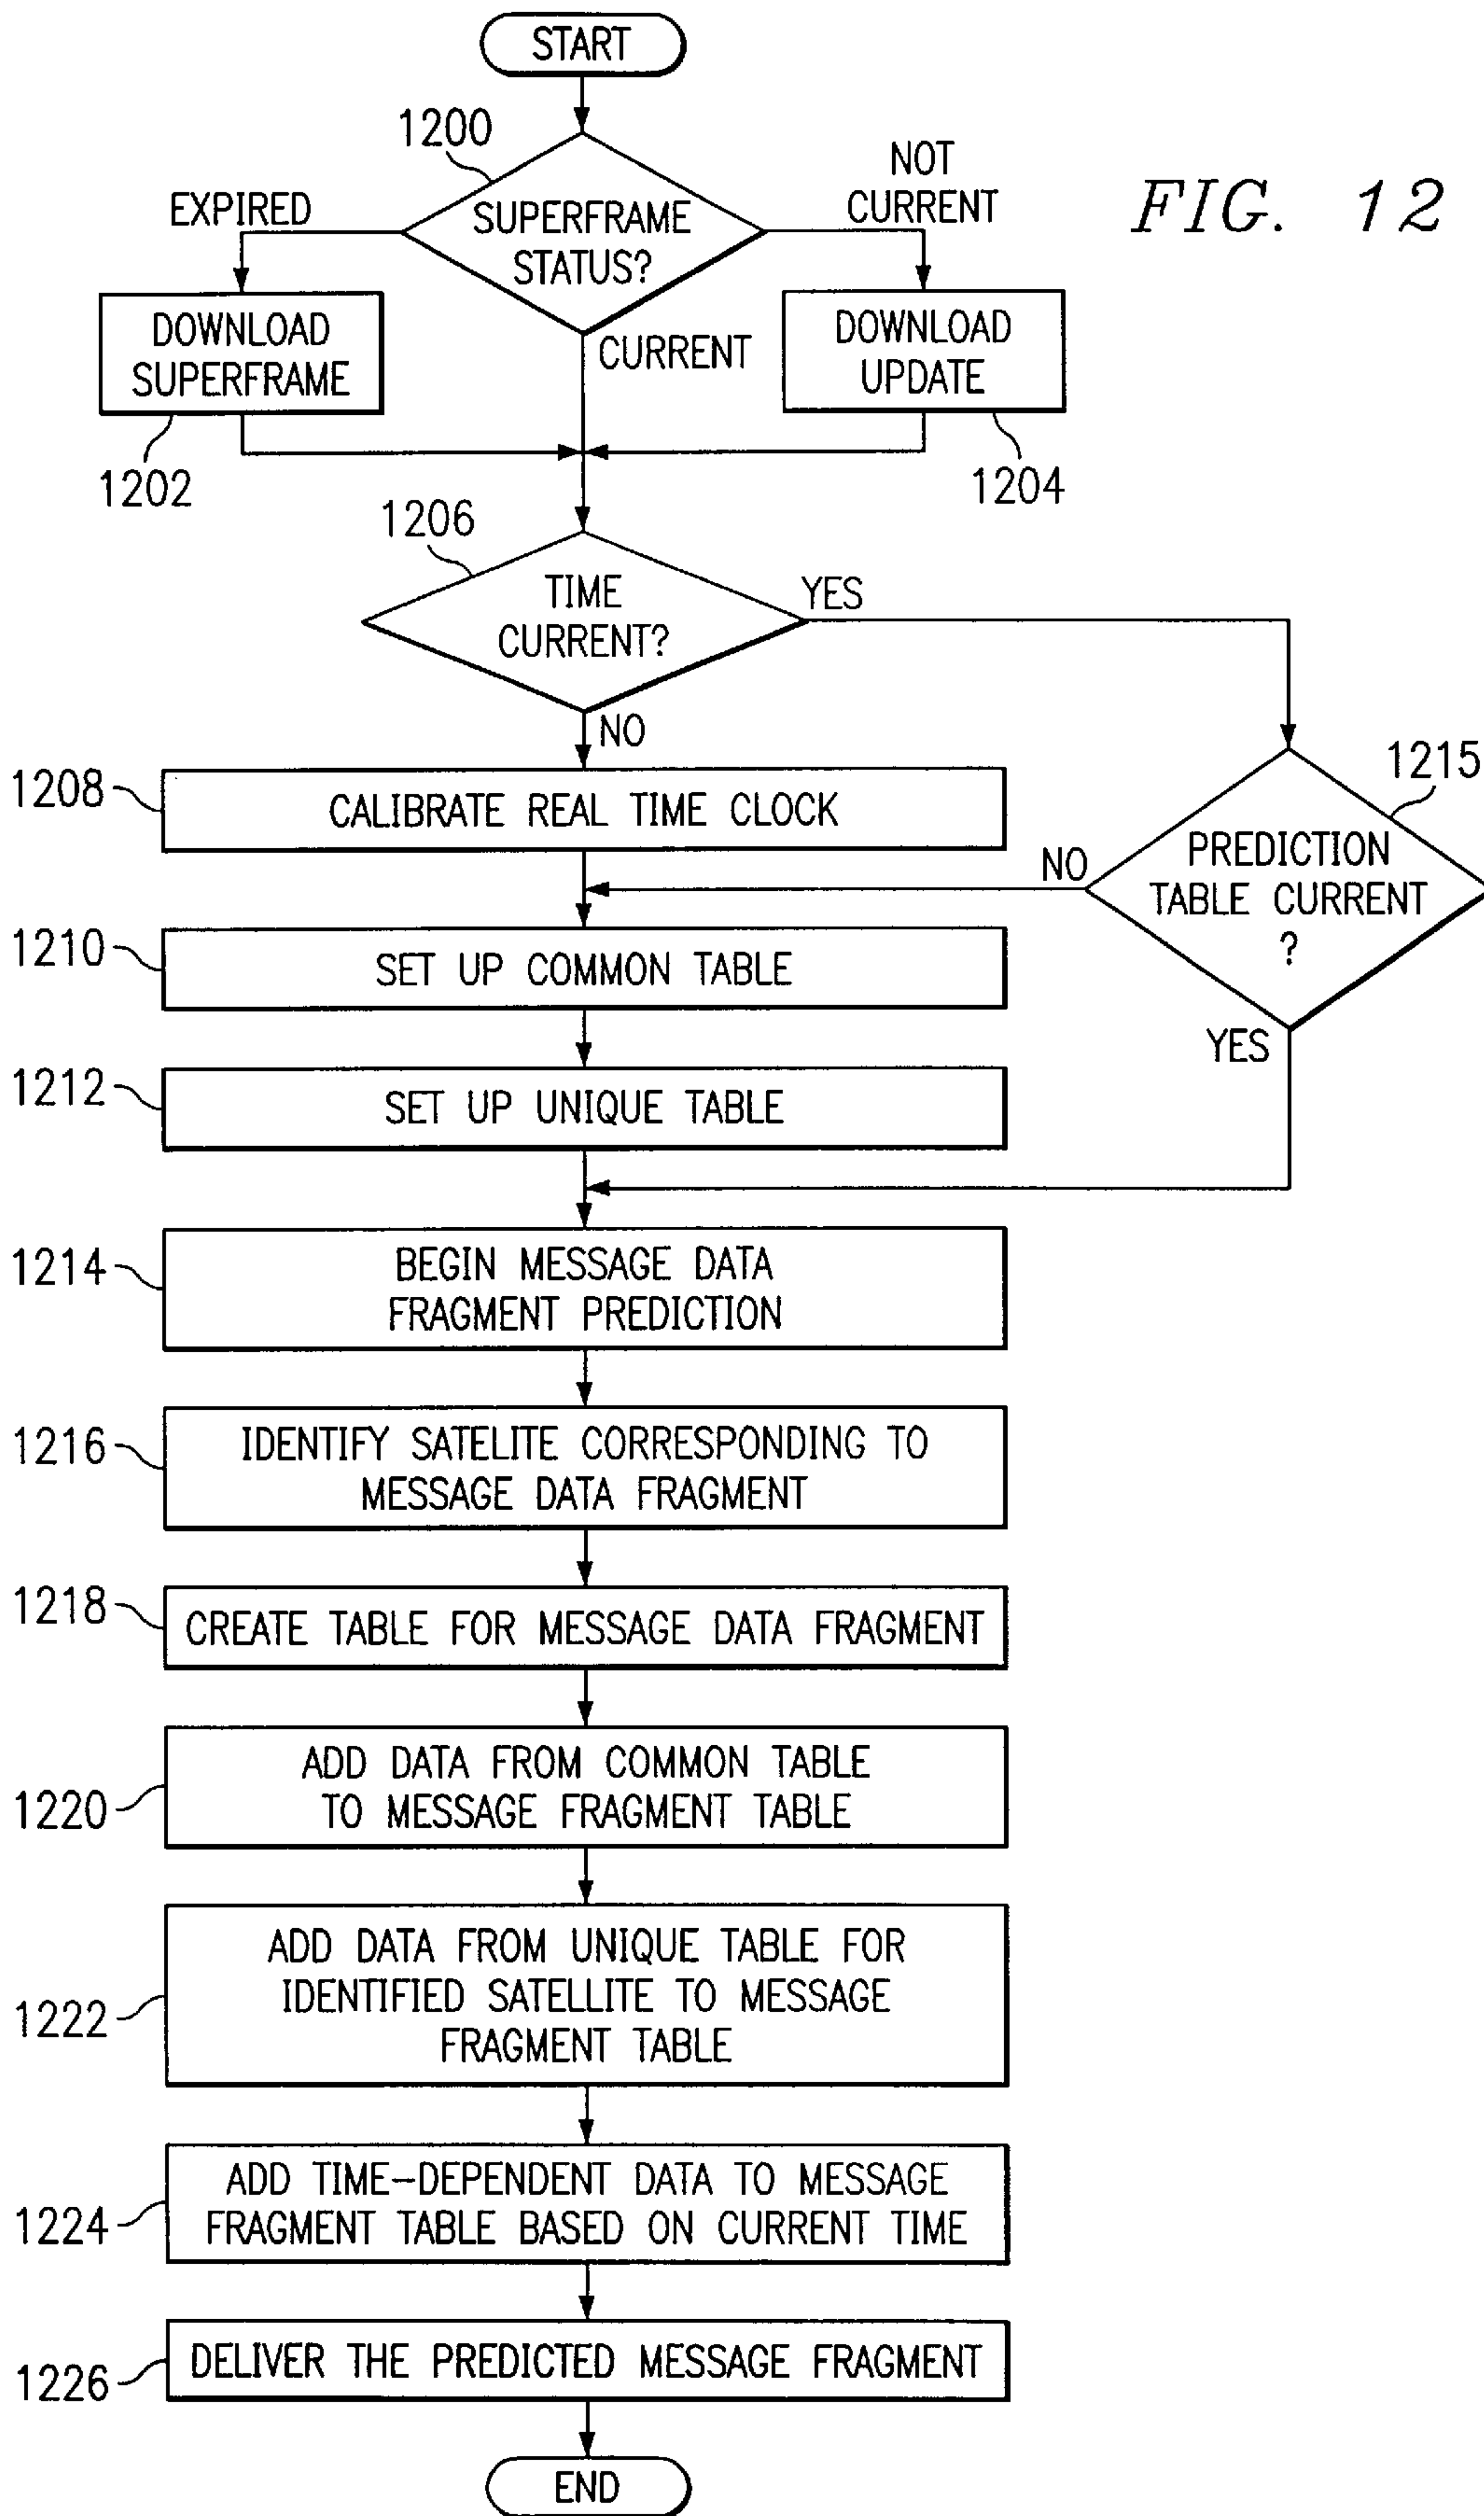 START
1200
NOT
CURRENT
FIG. 12
EXPIRED
SUPERFRAME
STATUS?
DOWNLOAD
SUPERFRAME
CURRENT
DOWNLOAD
UPDATE
1202
1204
1206
TIME
CURRENT?
YES
NO
1208
CALIBRATE REAL TIME CLOCK
1215
PREDICTION
TABLE CURRENT
?
NO
1210
SET UP COMMON TABLE
YES
1212
SET UP UNIQUE TABLE
1214
BEGIN MESSAGE DATA
FRAGMENT PREDICTION
1216
IDENTIFY SATELITE CORRESPONDING TO
MESSAGE DATA FRAGMENT
1218
CREATE TABLE FOR MESSAGE DATA FRAGMENT
1220
ADD DATA FROM COMMON TABLE
TO MESSAGE FRAGMENT TABLE
1222
ADD DATA FROM UNIQUE TABLE FOR
IDENTIFIED SATELLITE TO MESSAGE
FRAGMENT TABLE
1224
ADD TIME-DEPENDENT DATA TO MESSAGE
FRAGMENT TABLE BASED ON CURRENT TIME
1226
DELIVER THE PREDICTED MESSAGE FRAGMENT
END